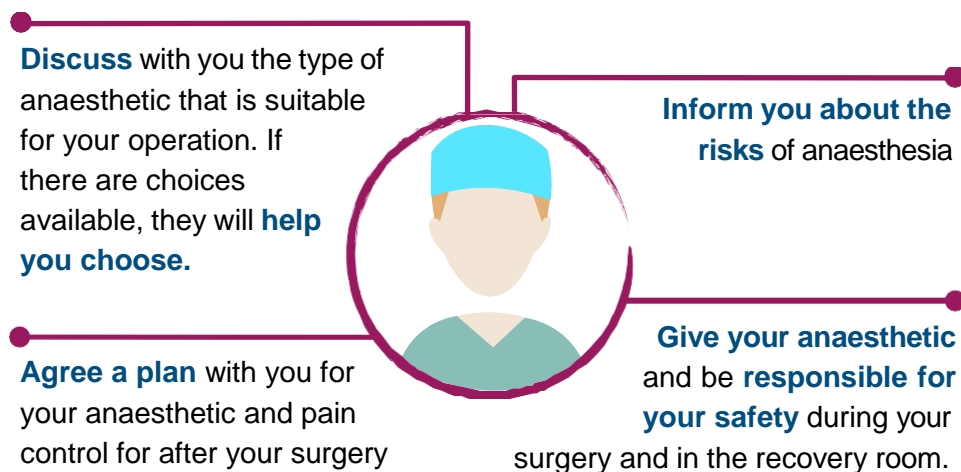 Discuss with you the type of
anaesthetic that is suitable
for your operation. If
there are choices
available, they will help
you choose.
Inform you about the
risks of anaesthesia
Agree a plan with you for
your anaesthetic and pain
control for after your surgery
Give your anaesthetic
and be responsible for
your safety during your
surgery and in the recovery room.